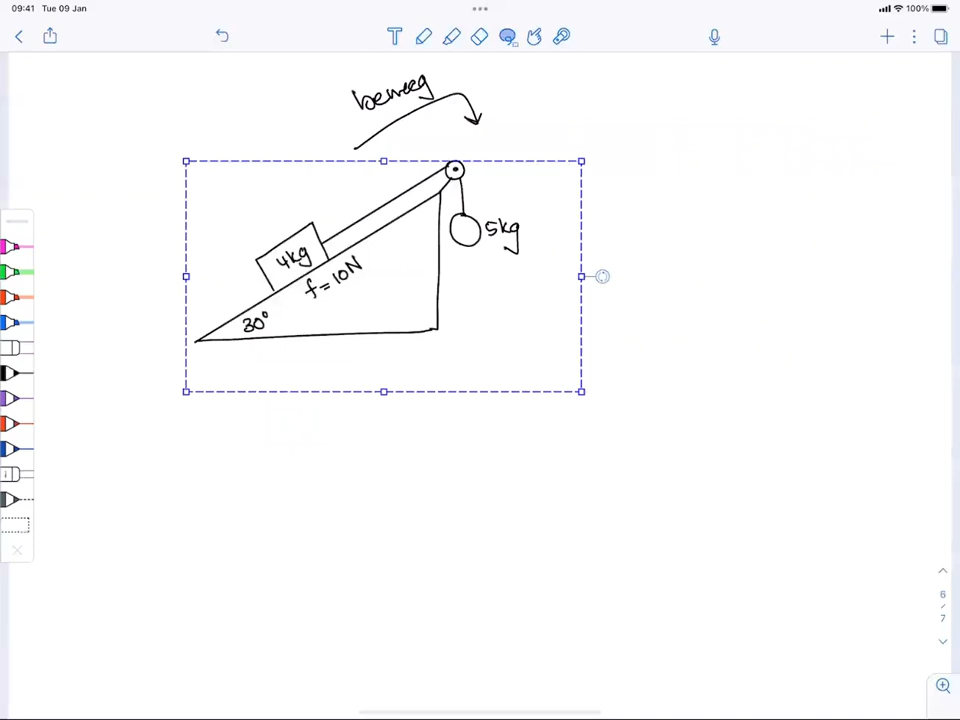 09:41 Tue 09 Jan
100%
T
beweeg
4kg
5kg
f=10N
30°
6
/
7